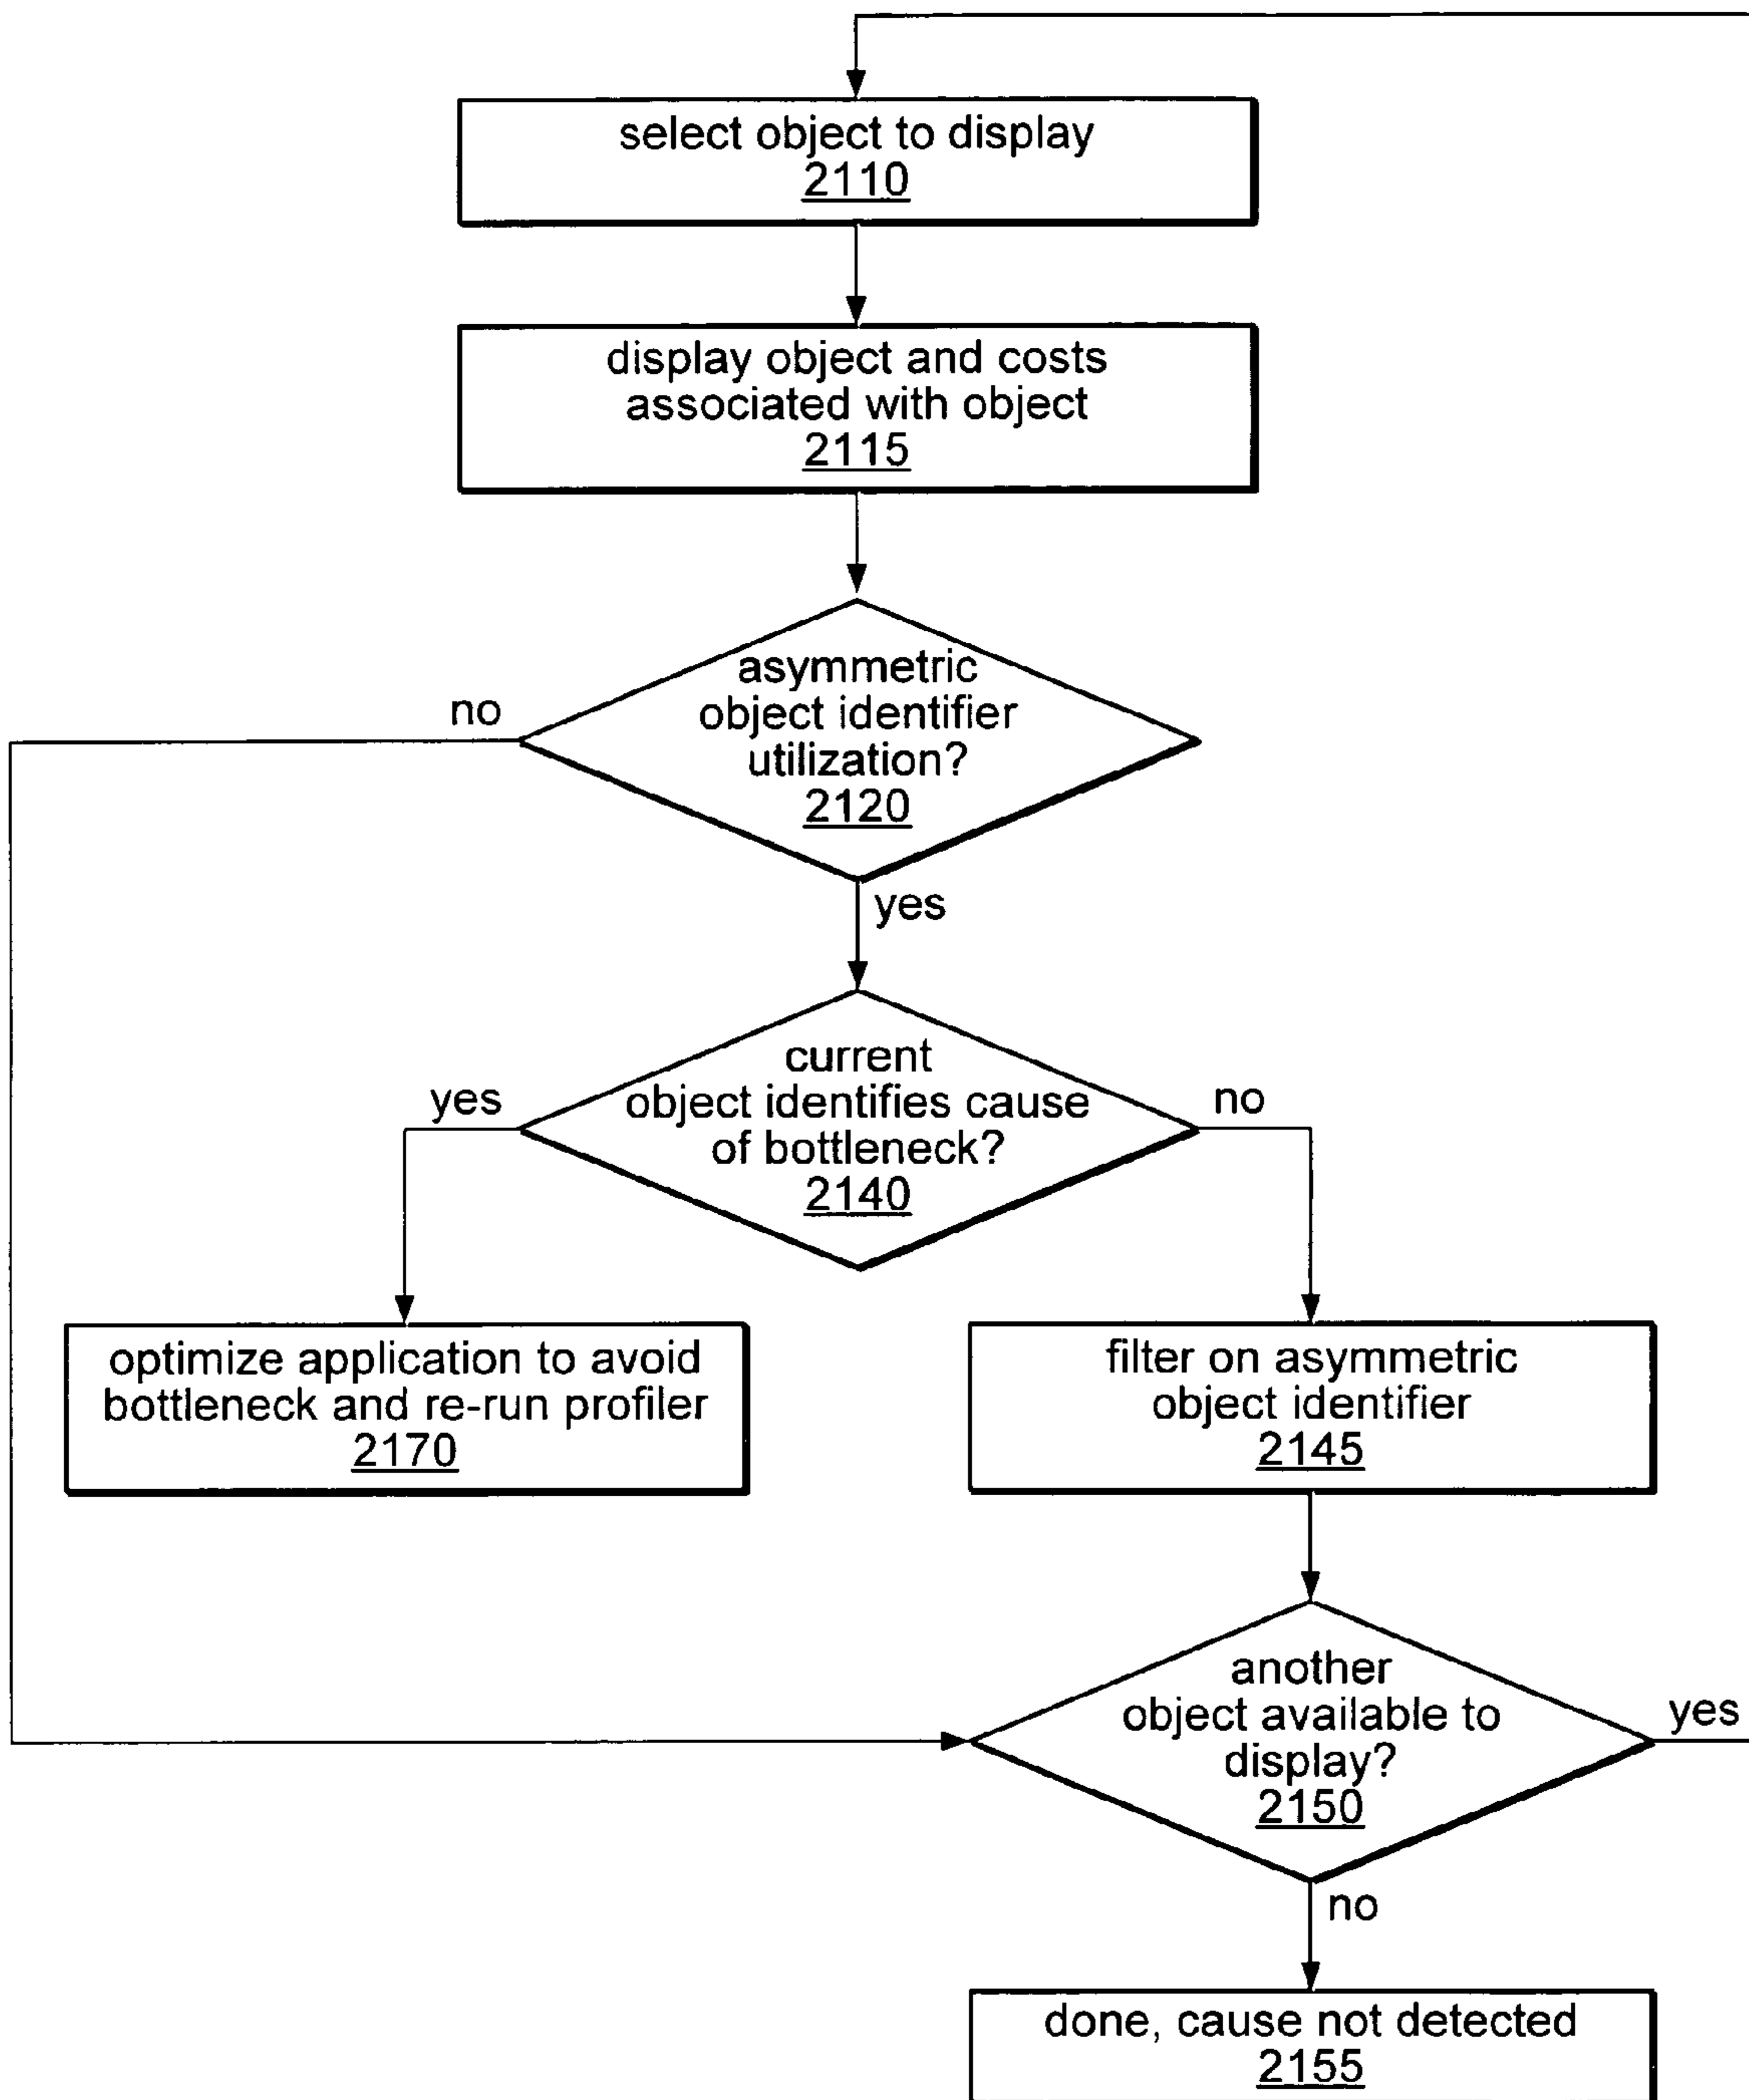 select object to display
2110
display object and costs
associated with object
2115
asymmetric
object identifier
utilization?
2120
no
yes
current
object identifies cause
of bottleneck?
2140
yes
no
optimize application to avoid
bottleneck and re-run profiler
2170
filter on asymmetric
object identifier
2145
another
object available to
display?
2150
yes
no
done, cause not detected
2155